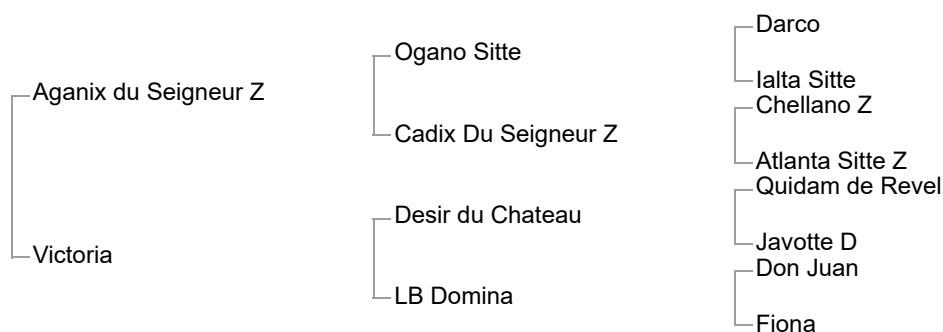 Aganix du Seigneur Z
Victoria
Ogano Sitte
Cadix Du Seigneur Z
Desir du Chateau
LB Domina
Darco
Ialta Sitte
Chellano Z
Atlanta Sitte Z
Quidam de Revel
Javotte D
Don Juan
Fiona